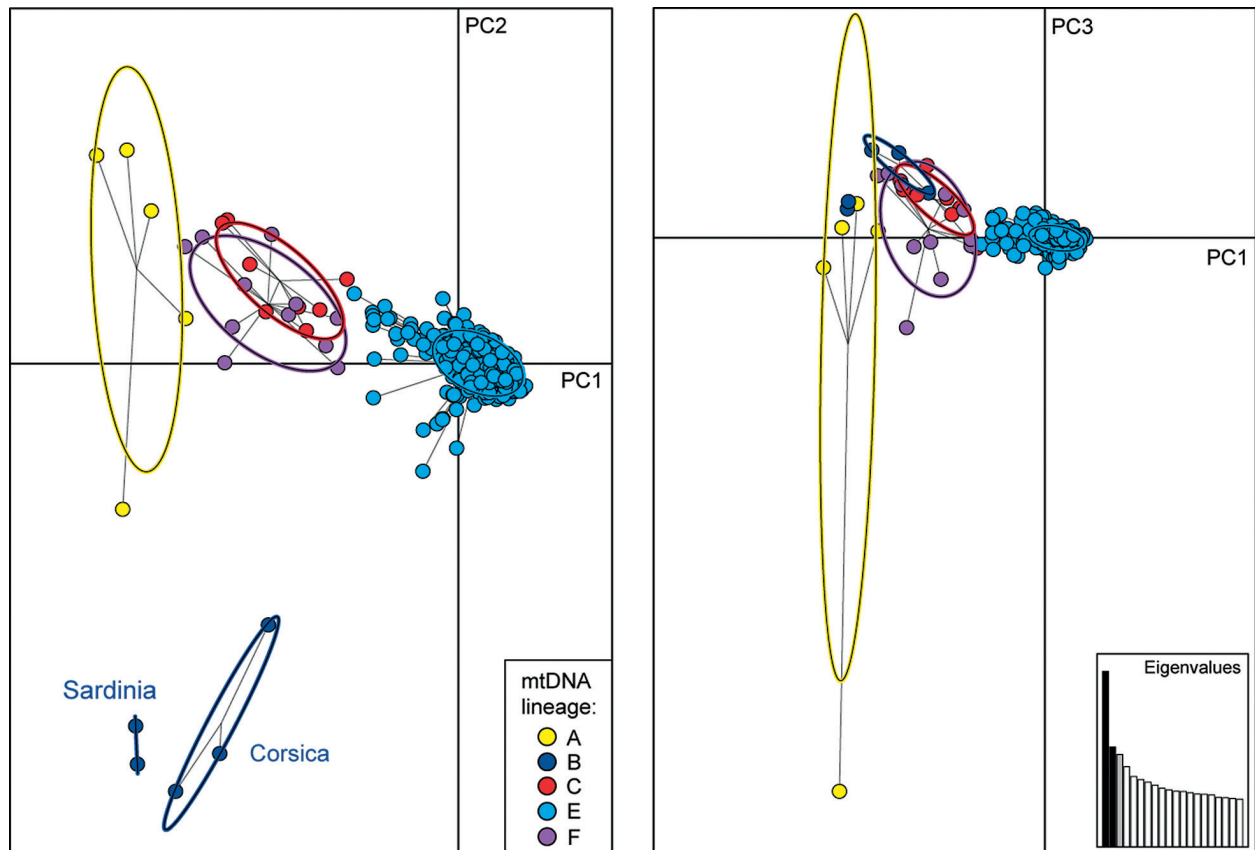 PC2
PC1
Sardinia
Corsica
mtDNA
lineage:
A
B
C
E
F
PC3
PC1
Eigenvalues